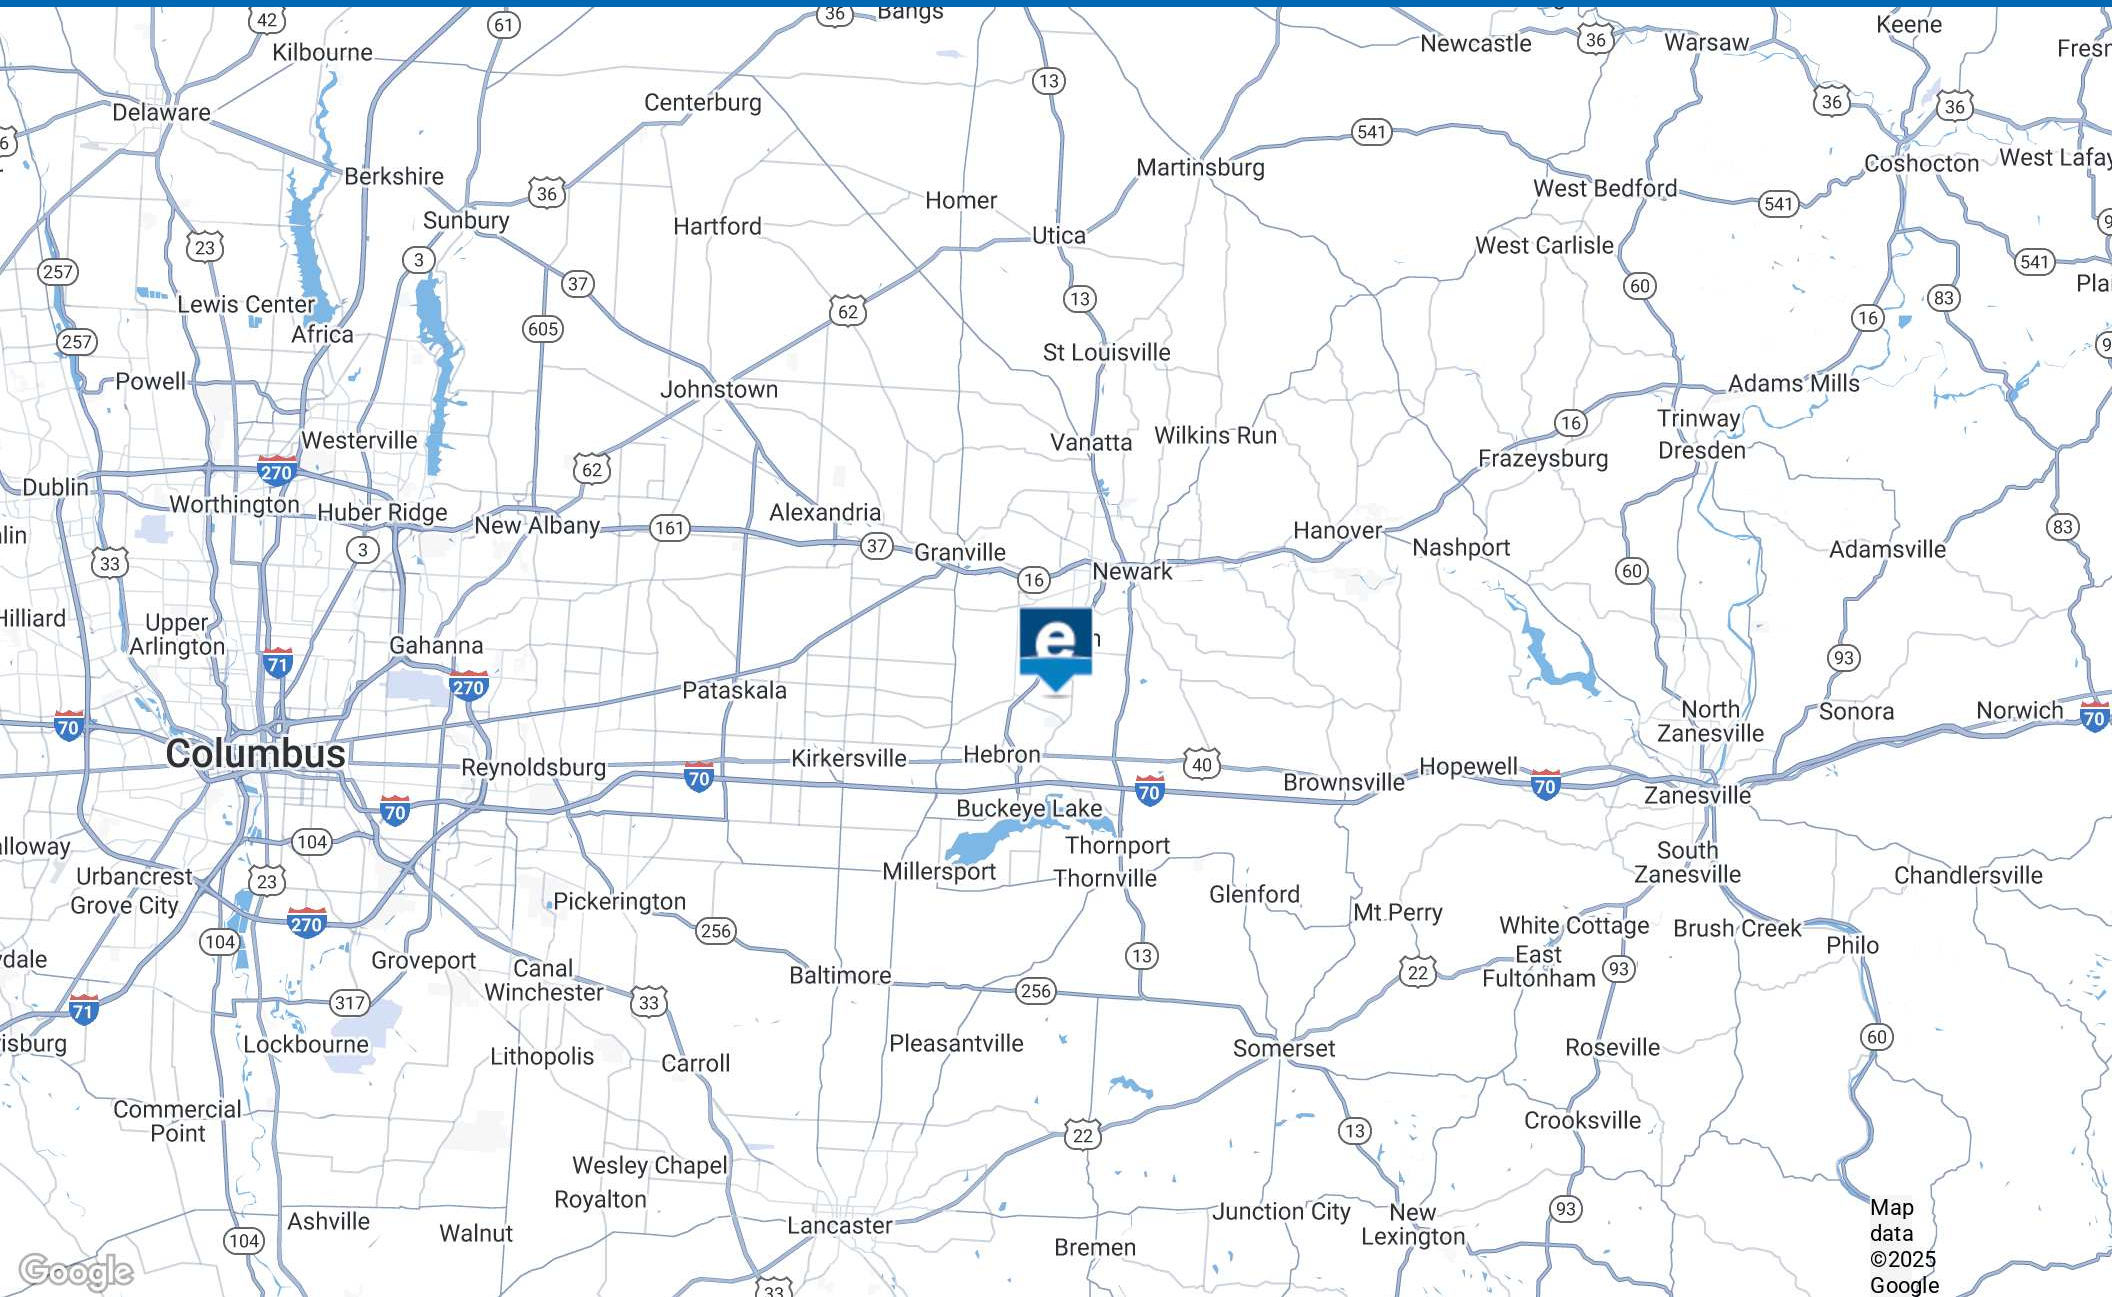 42
61
36
Bangs
Kilbourne
13
Newcastle
36
Warsaw
Keene
Delaware
Centerburg
541
36
36
Martinsburg
Coshocton
Berkshire
36
Homer
West Bedford
541
Sunbury
Hartford
Utica
West Carlisle
23
3
257
37
13
60
541
83
Lewis Center
62
16
Africa
605
257
St Louisville
Powell
Johnstown
Adams Mills
Westerville
Vanatta
Wilkins Run
16
Trinway
270
62
Frazeysburg
Dresden
Dublin
Worthington
Huber Ridge
New Albany
161
Alexandria
Hanover
83
3
37
Granville
Nashport
Adamsville
33
16
Newark
60
Upper
Arlington
Gahanna
e
71
270
Pataskala
93
70
North
Zanesville
Sonora
Norwich
70
Columbus
Reynoldsburg
70
Kirkersville
Hebron
40
Brownsville
Hopewell
70
Zanesville
70
70
Buckeye Lake
104
Thornport
South
Zanesville
Urbancrest
23
Millersport
Thornville
Chandlersville
Grove City
Pickerington
Glenford
270
256
Mt Perry
White Cottage
Brush Creek
104
Philo
Groveport
Canal
Winchester
Baltimore
13
22
East
Fultonham
93
71
317
33
256
Lockbourne
Lithopolis
Carroll
Pleasantville
Somerset
Roseville
60
Commercial
Point
22
13
Crooksville
Wesley Chapel
Royalton
93
Ashville
Walnut
Lancaster
Junction City
New
Lexington
104
Bremen
33
Google
Map
data
©2025
Google